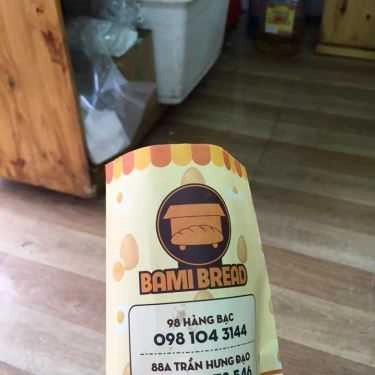 BAMI BREAD
98 HÀNG BẠC
098 104 3144
88A TRẦN HƯNG ĐẠO